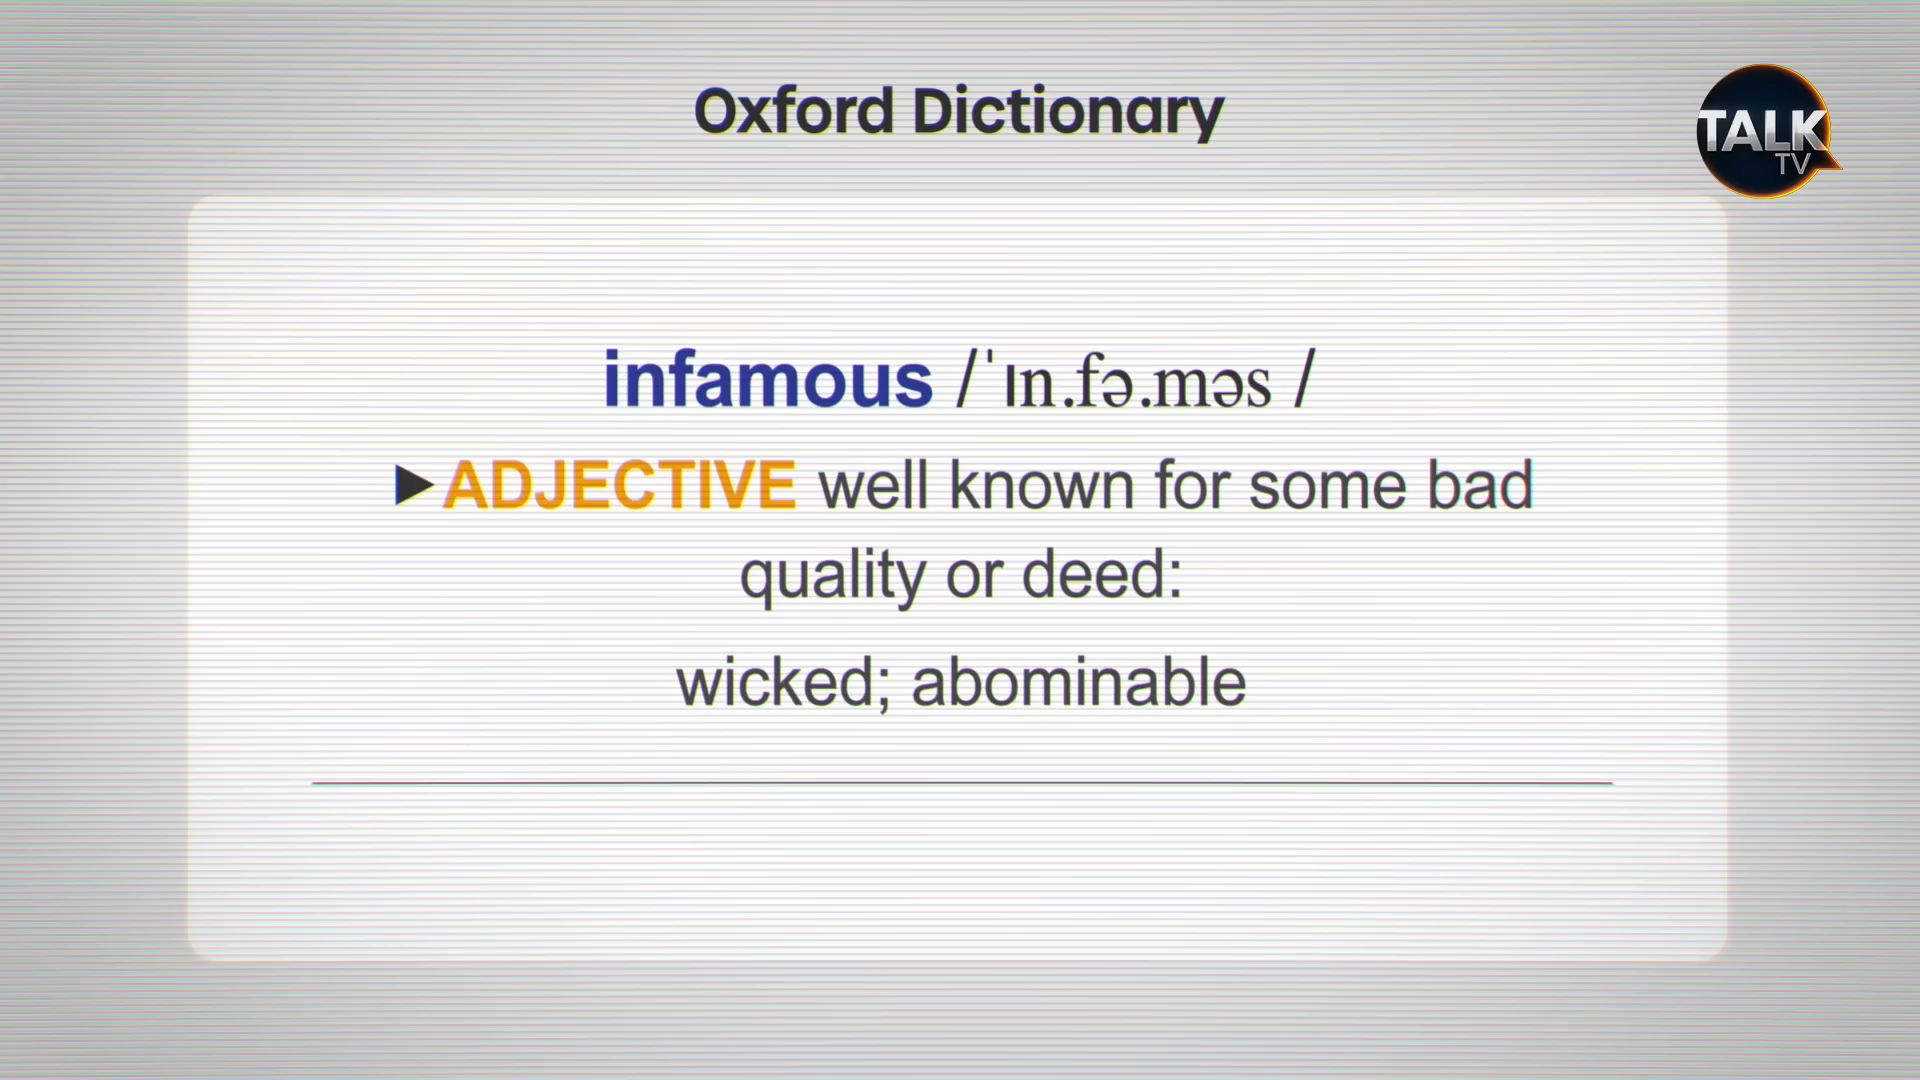 Oxford Dictionary
TALK
TV
infamous /ˈɪn.fə.məs /
►ADJECTIVE well known for some bad
quality or deed:
wicked; abominable